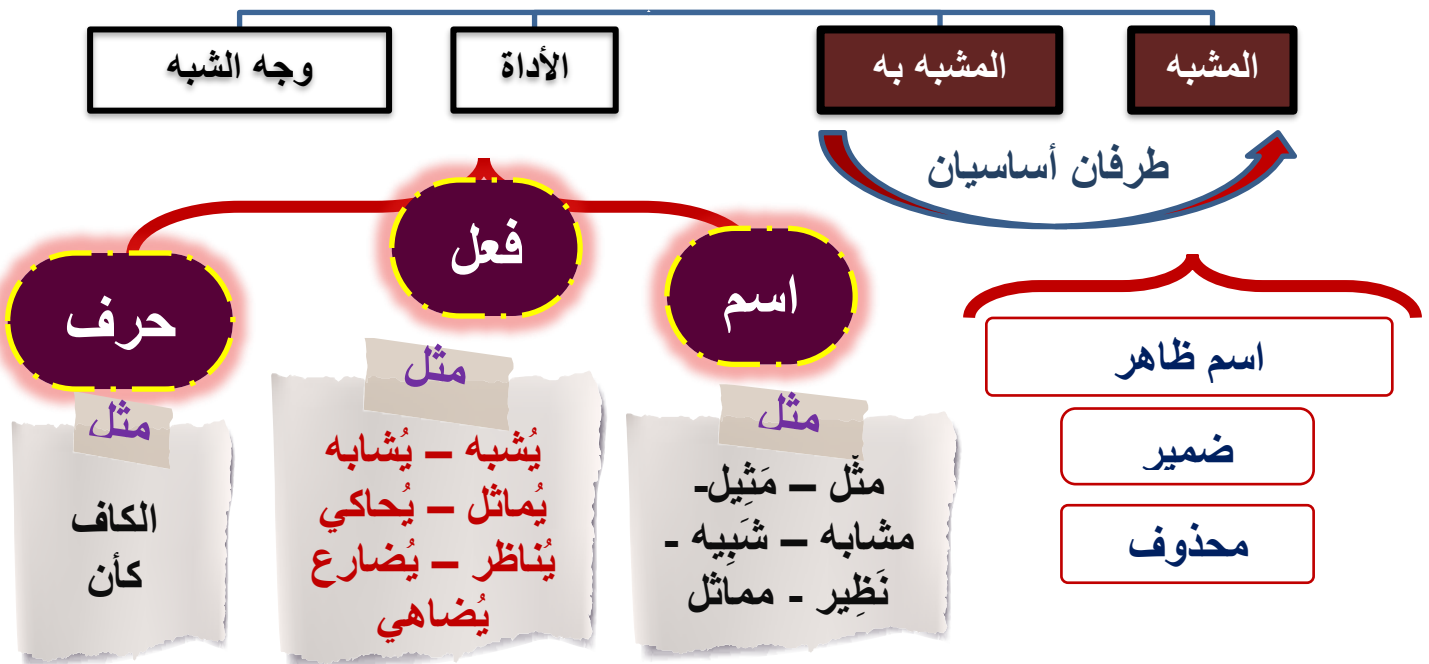 المشبه
المشبه به
الأداة
وجه الشبه
طرفان أساسيان
اسم ظاهر
ضمير
محذوف
اسم
مثل
مثْل – مَثِيل-
مشابه – شَبِيه -
نَظِير - مماثل
فعل
مثل
يُشبه – يُشابه
يُماثل – يُحاكي
يُناظر – يُضارع
يُضاهي
حرف
مثل
الكاف
كأن